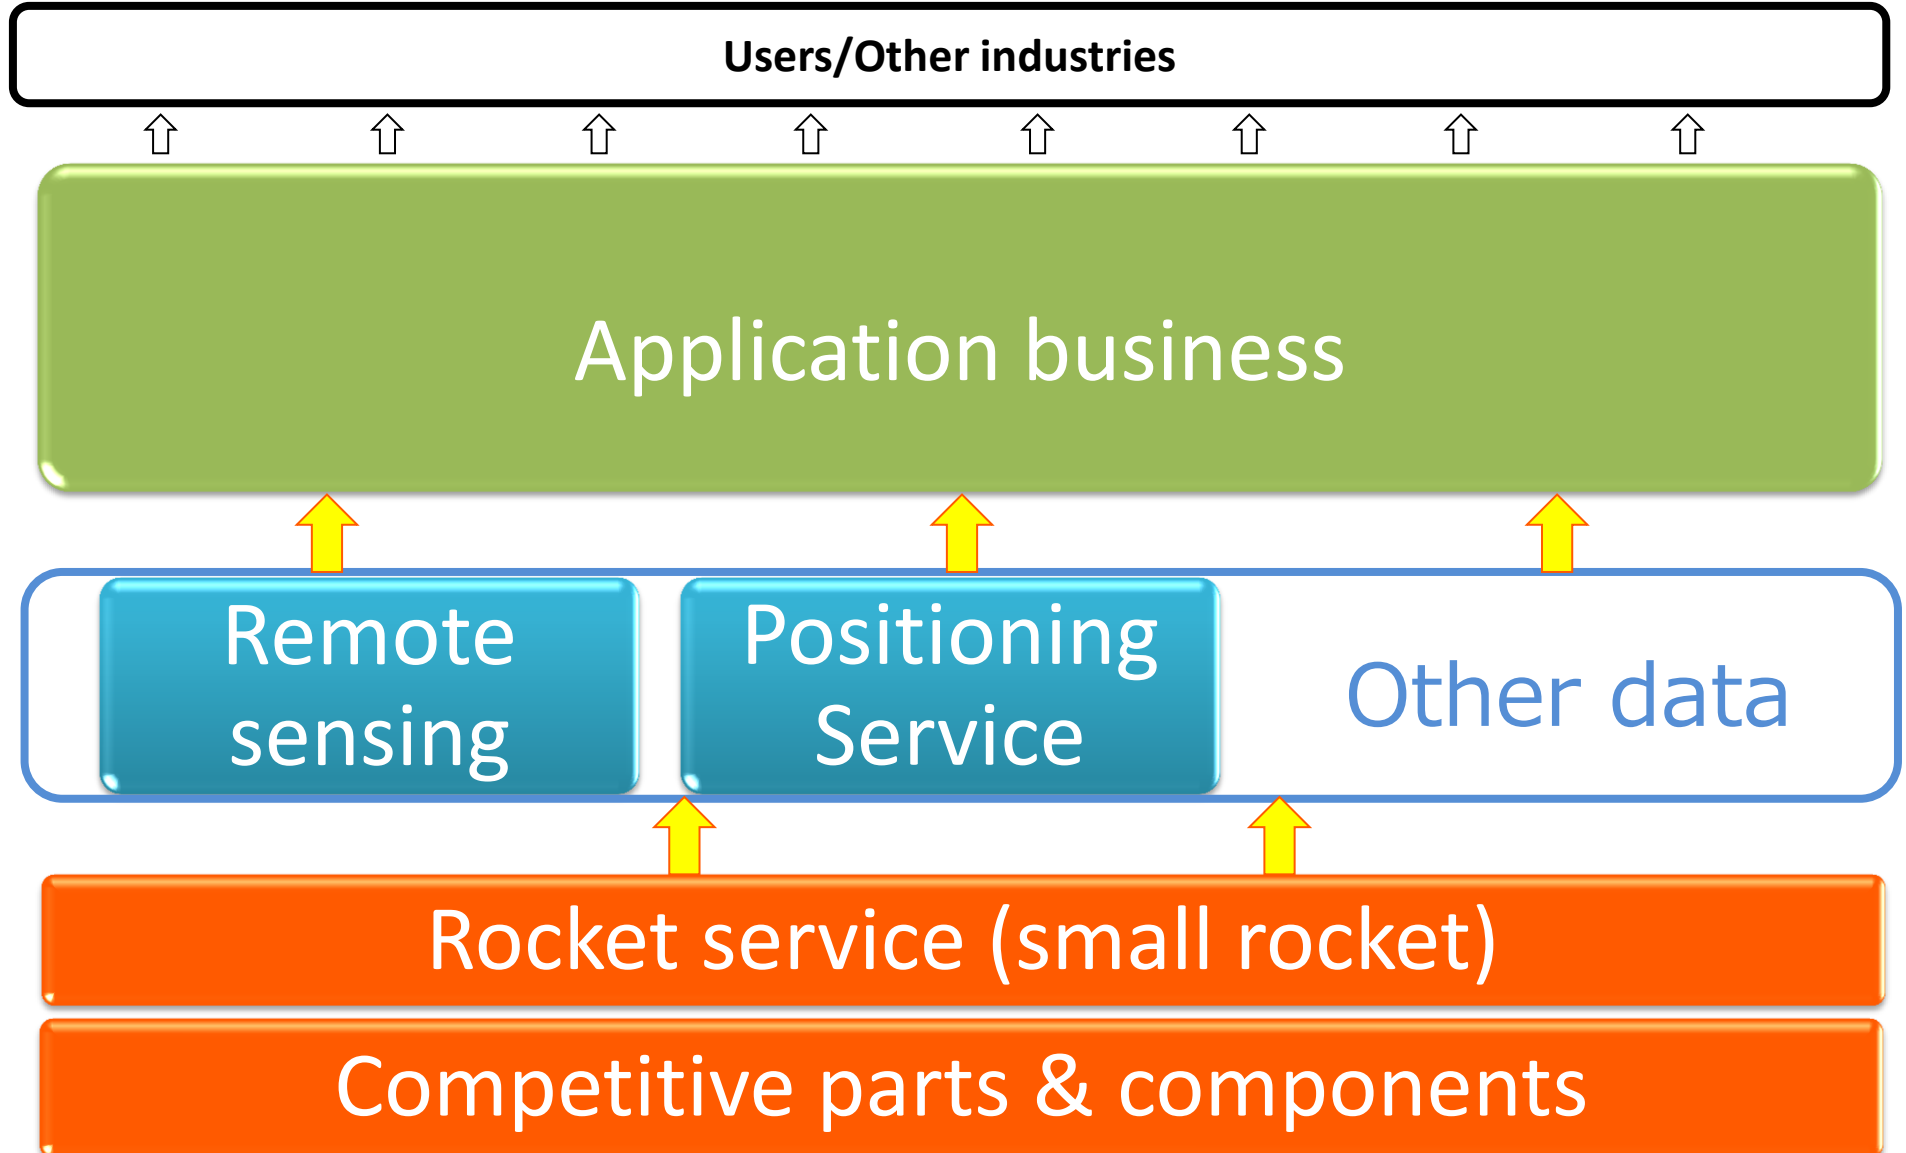 Users/Other industries
Application business
Remote
sensing
Positioning
Service
Other data
Rocket service (small rocket)
Competitive parts & components